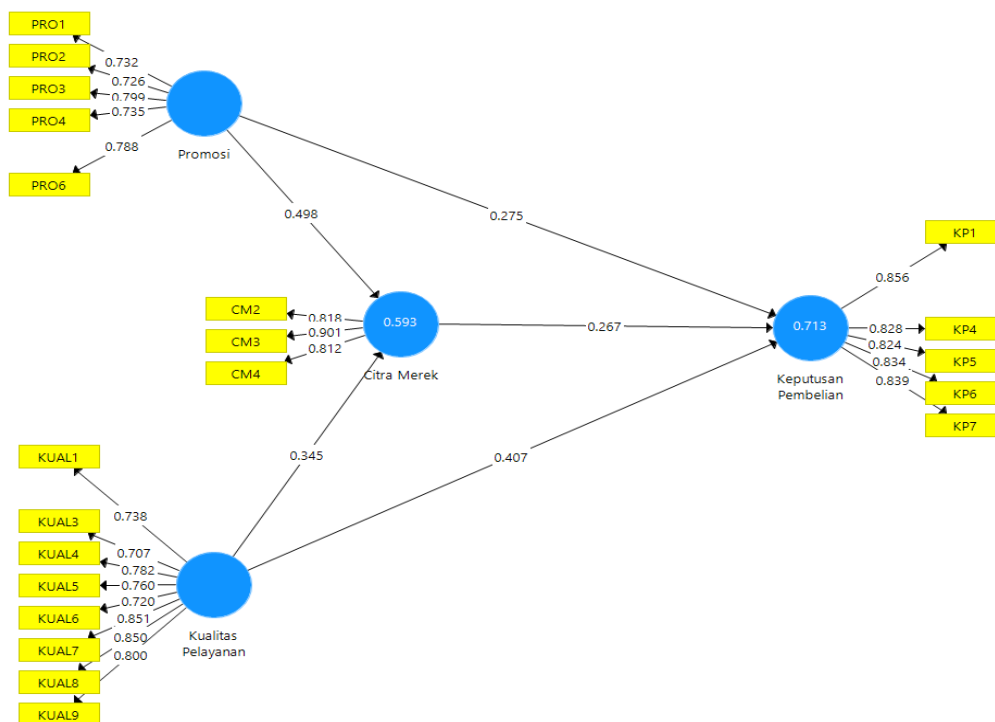 PRO1
PRO2
PRO3
PRO4
PRO6
0.732
0.726
0.799
0.735
0.788
Promosi
0.498
0.275
CM2
CM3
CM4
0.818
0.901
0.812
0.593
Citra Merek
0.267
0.713
Keputusan
Pembelian
KP1
KP4
KP5
KP6
KP7
0.856
0.828
0.824
0.834
0.839
0.345
0.407
KUAL1
KUAL3
KUAL4
KUAL5
KUAL6
KUAL7
KUAL8
KUAL9
0.738
0.707
0.782
0.760
0.720
0.851
0.850
0.800
Kualitas
Pelayanan